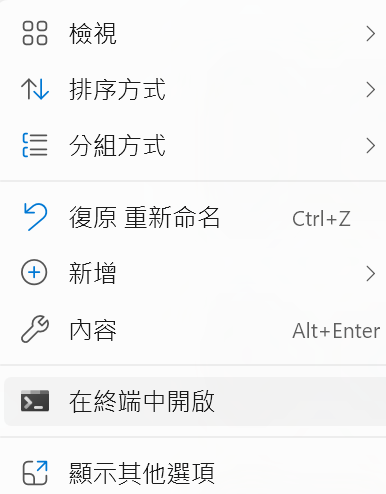 檢視
排序方式
分組方式
復原 重新命名 Ctrl+Z
新增
內容 Alt+Enter
在終端中開啟
顯示其他選項